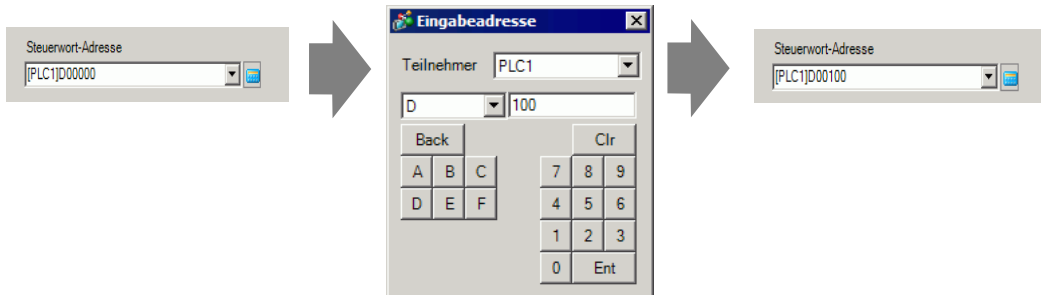 Steuerwort-Adresse
[PLC1]D00000
Eingabeadresse
Teilnehmer PLC1
D 100
Back Clr
A B C 7 8 9
D E F 4 5 6
1 2 3
0 Ent
Steuerwort-Adresse
[PLC1]D00100